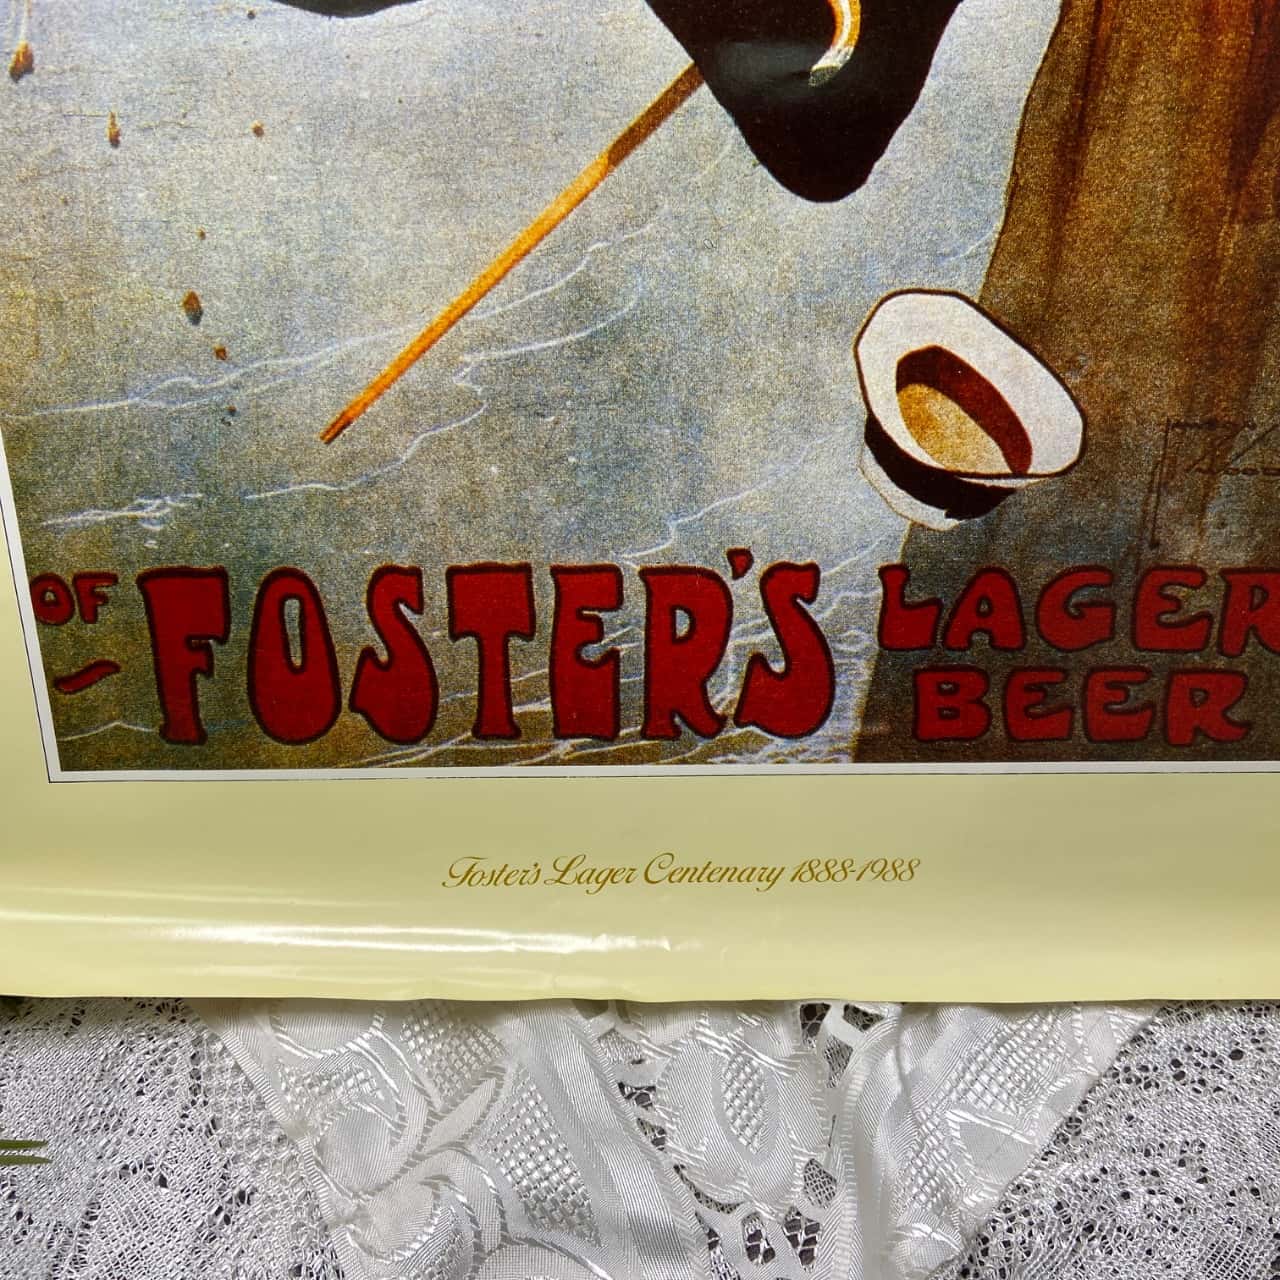 OF
– FOSTER'S LAGER
BEER
Foster's Lager Centenary 1888-1988